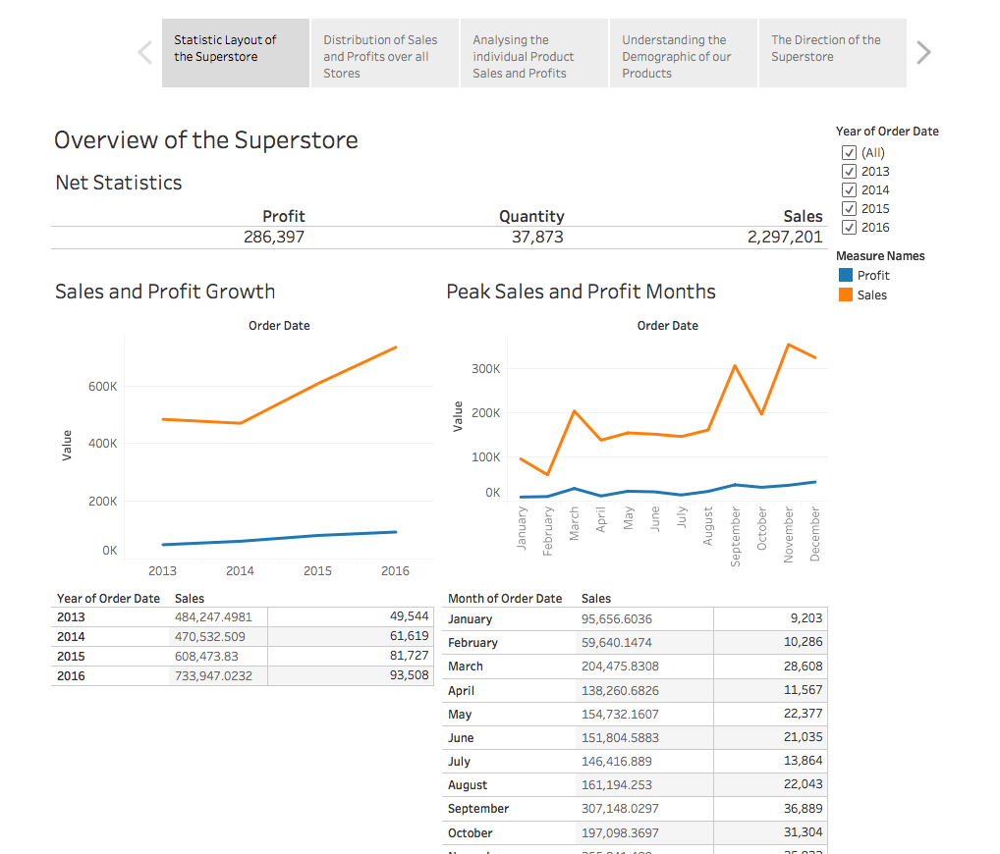 Statistic Layout of
the Superstore
Distribution of Sales
and Profits over all
Stores
Analysing the
individual Product
Sales and Profits
Understanding the
Demographic of our
Products
The Direction of the
Superstore
Overview of the Superstore
Net Statistics
Profit Quantity Sales
286,397 37,873 2,297,201
Year of Order Date
(All)
2013
2014
2015
2016
Measure Names
Profit
Sales
Sales and Profit Growth
Order Date
Value
600K
400K
200K
0K
2013 2014 2015 2016
Year of Order Date Sales
2013 484,247.4981 49,544
2014 470,532.509 61,619
2015 608,473.83 81,727
2016 733,947.0232 93,508
Peak Sales and Profit Months
Order Date
Value
300K
200K
100K
0K
January February March April May June July August September October November December
Month of Order Date Sales
January 95,656.6036 9,203
February 59,640.1474 10,286
March 204,475.8308 28,608
April 138,260.6826 11,567
May 154,732.1607 22,377
June 151,804.5883 21,035
July 146,416.889 13,864
August 161,194.253 22,043
September 307,148.0297 36,889
October 197,098.3697 31,304